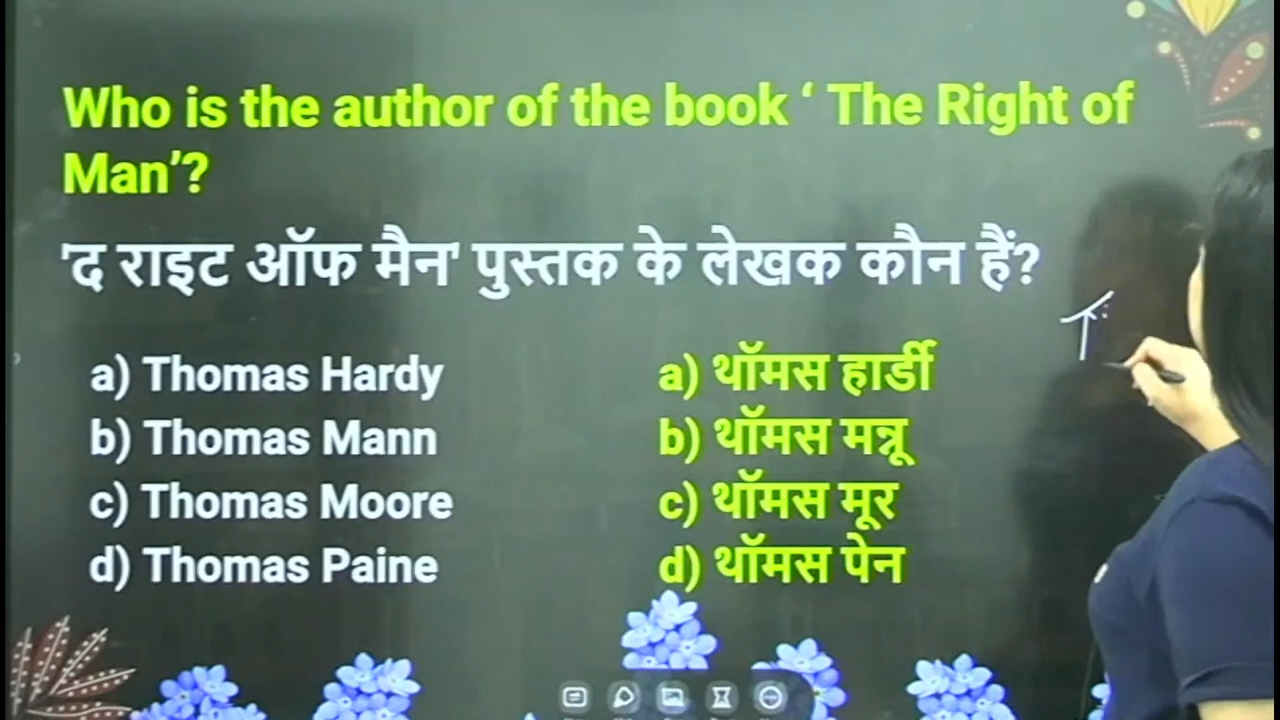 Who is the author of the book ‘ The Right of
Man’?
'द राइट ऑफ मैन' पुस्तक के लेखक कौन हैं?
a) Thomas Hardy
b) Thomas Mann
c) Thomas Moore
d) Thomas Paine
a) थॉमस हार्डी
b) थॉमस मन्नू
c) थॉमस मूर
d) थॉमस पेन